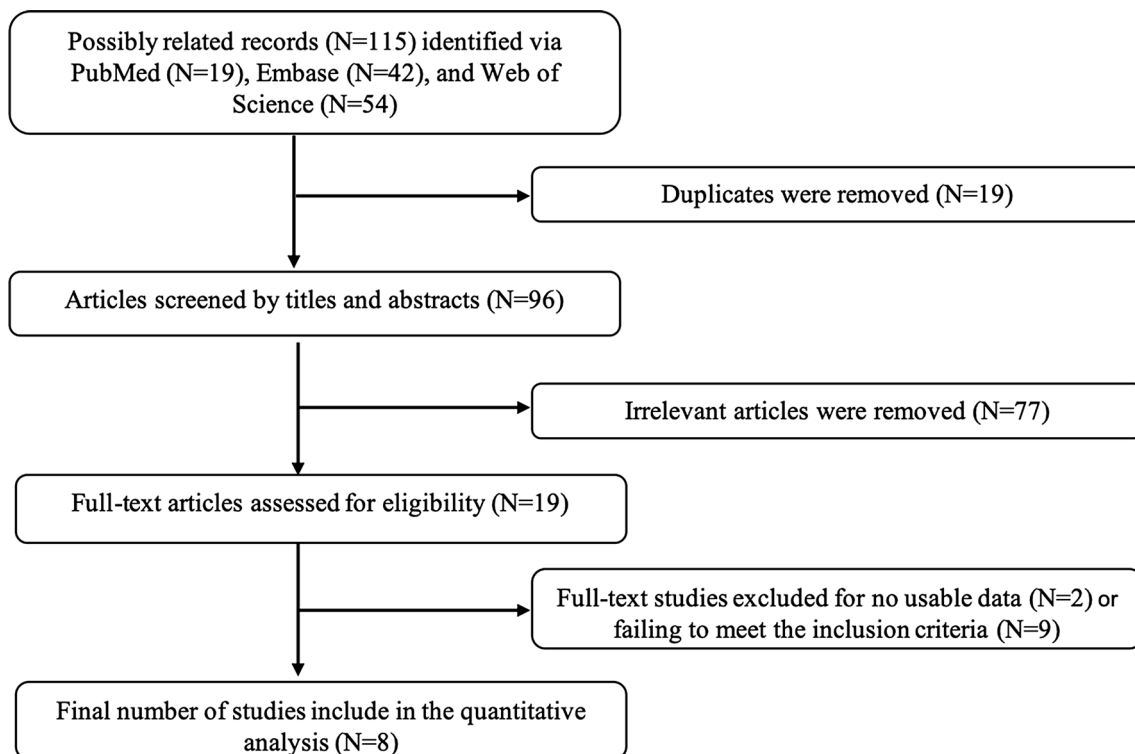 Possibly related records (N=115) identified via
PubMed (N=19), Embase (N=42), and Web of
Science (N=54)
Duplicates were removed (N=19)
Articles screened by titles and abstracts (N=96)
Irrelevant articles were removed (N=77)
Full-text articles assessed for eligibility (N=19)
Full-text studies excluded for no usable data (N=2) or
failing to meet the inclusion criteria (N=9)
Final number of studies include in the quantitative
analysis (N=8)